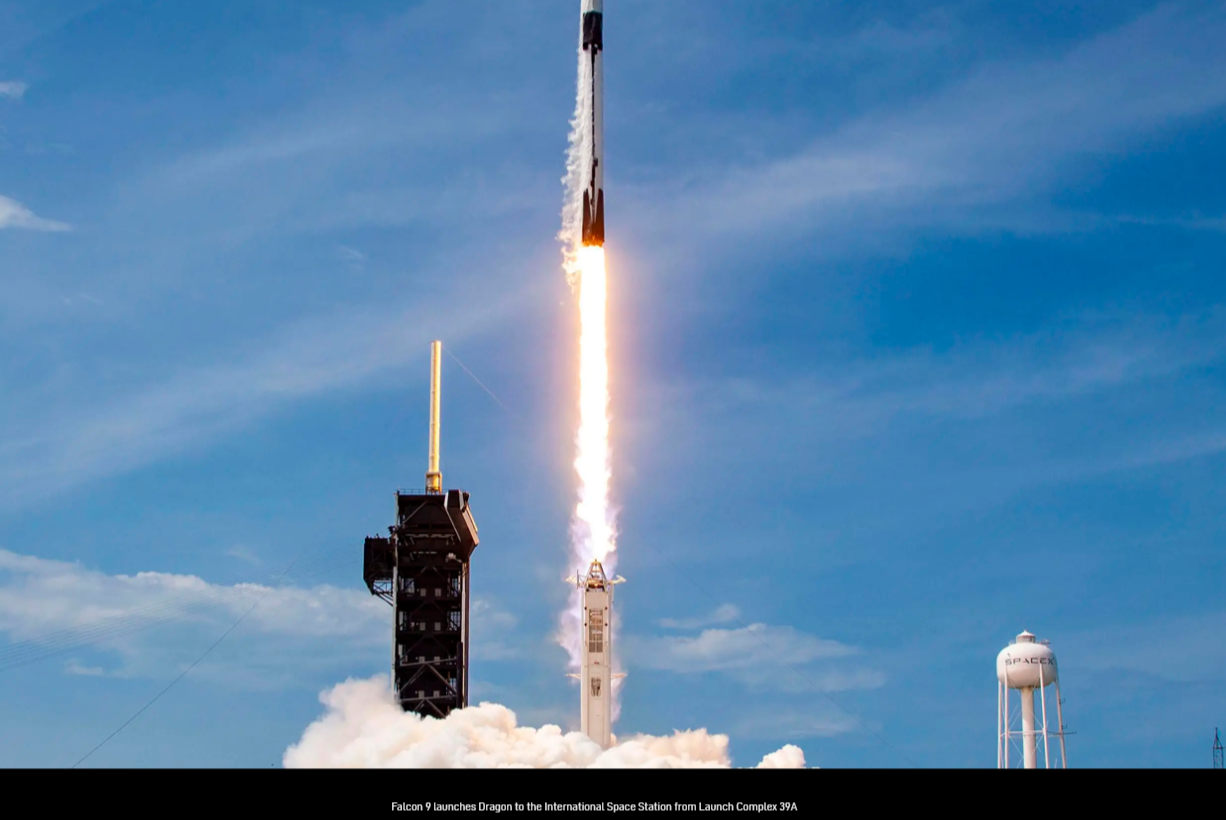 SPACEX
Falcon 9 launches Dragon to the International Space Station from Launch Complex 39A